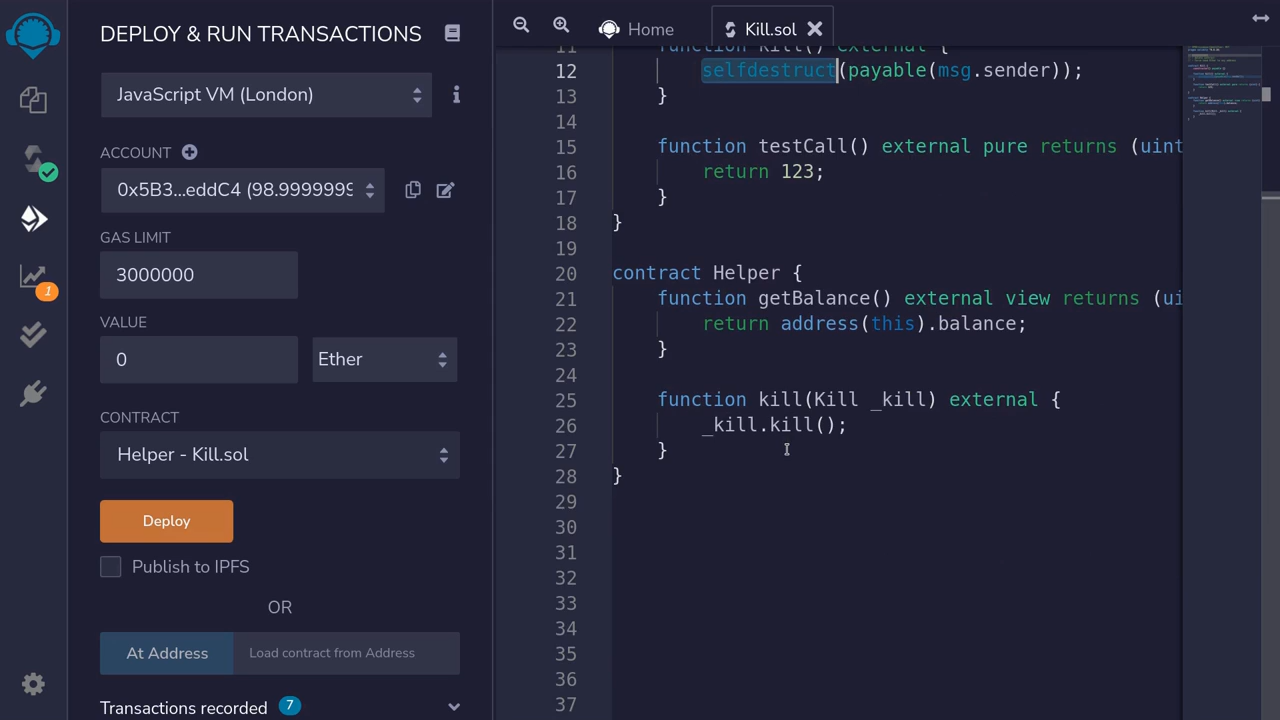 DEPLOY & RUN TRANSACTIONS
JavaScript VM (London)
ACCOUNT
0x5B3...eddC4 (98.9999999
GAS LIMIT
3000000
VALUE
0
Ether
CONTRACT
Helper - Kill.sol
Deploy
Publish to IPFS
OR
At Address
Load contract from Address
Transactions recorded 7
1
Home
Kill.sol
11 function kill() external {
12 selfdestruct(payable(msg.sender));
13 }
14
15 function testCall() external pure returns (uint
16 return 123;
17 }
18 }
19
20 contract Helper {
21 function getBalance() external view returns (ui
22 return address(this).balance;
23 }
24
25 function kill(Kill _kill) external {
26 _kill.kill();
27 }
28 }
29
30
31
32
33
34
35
36
37